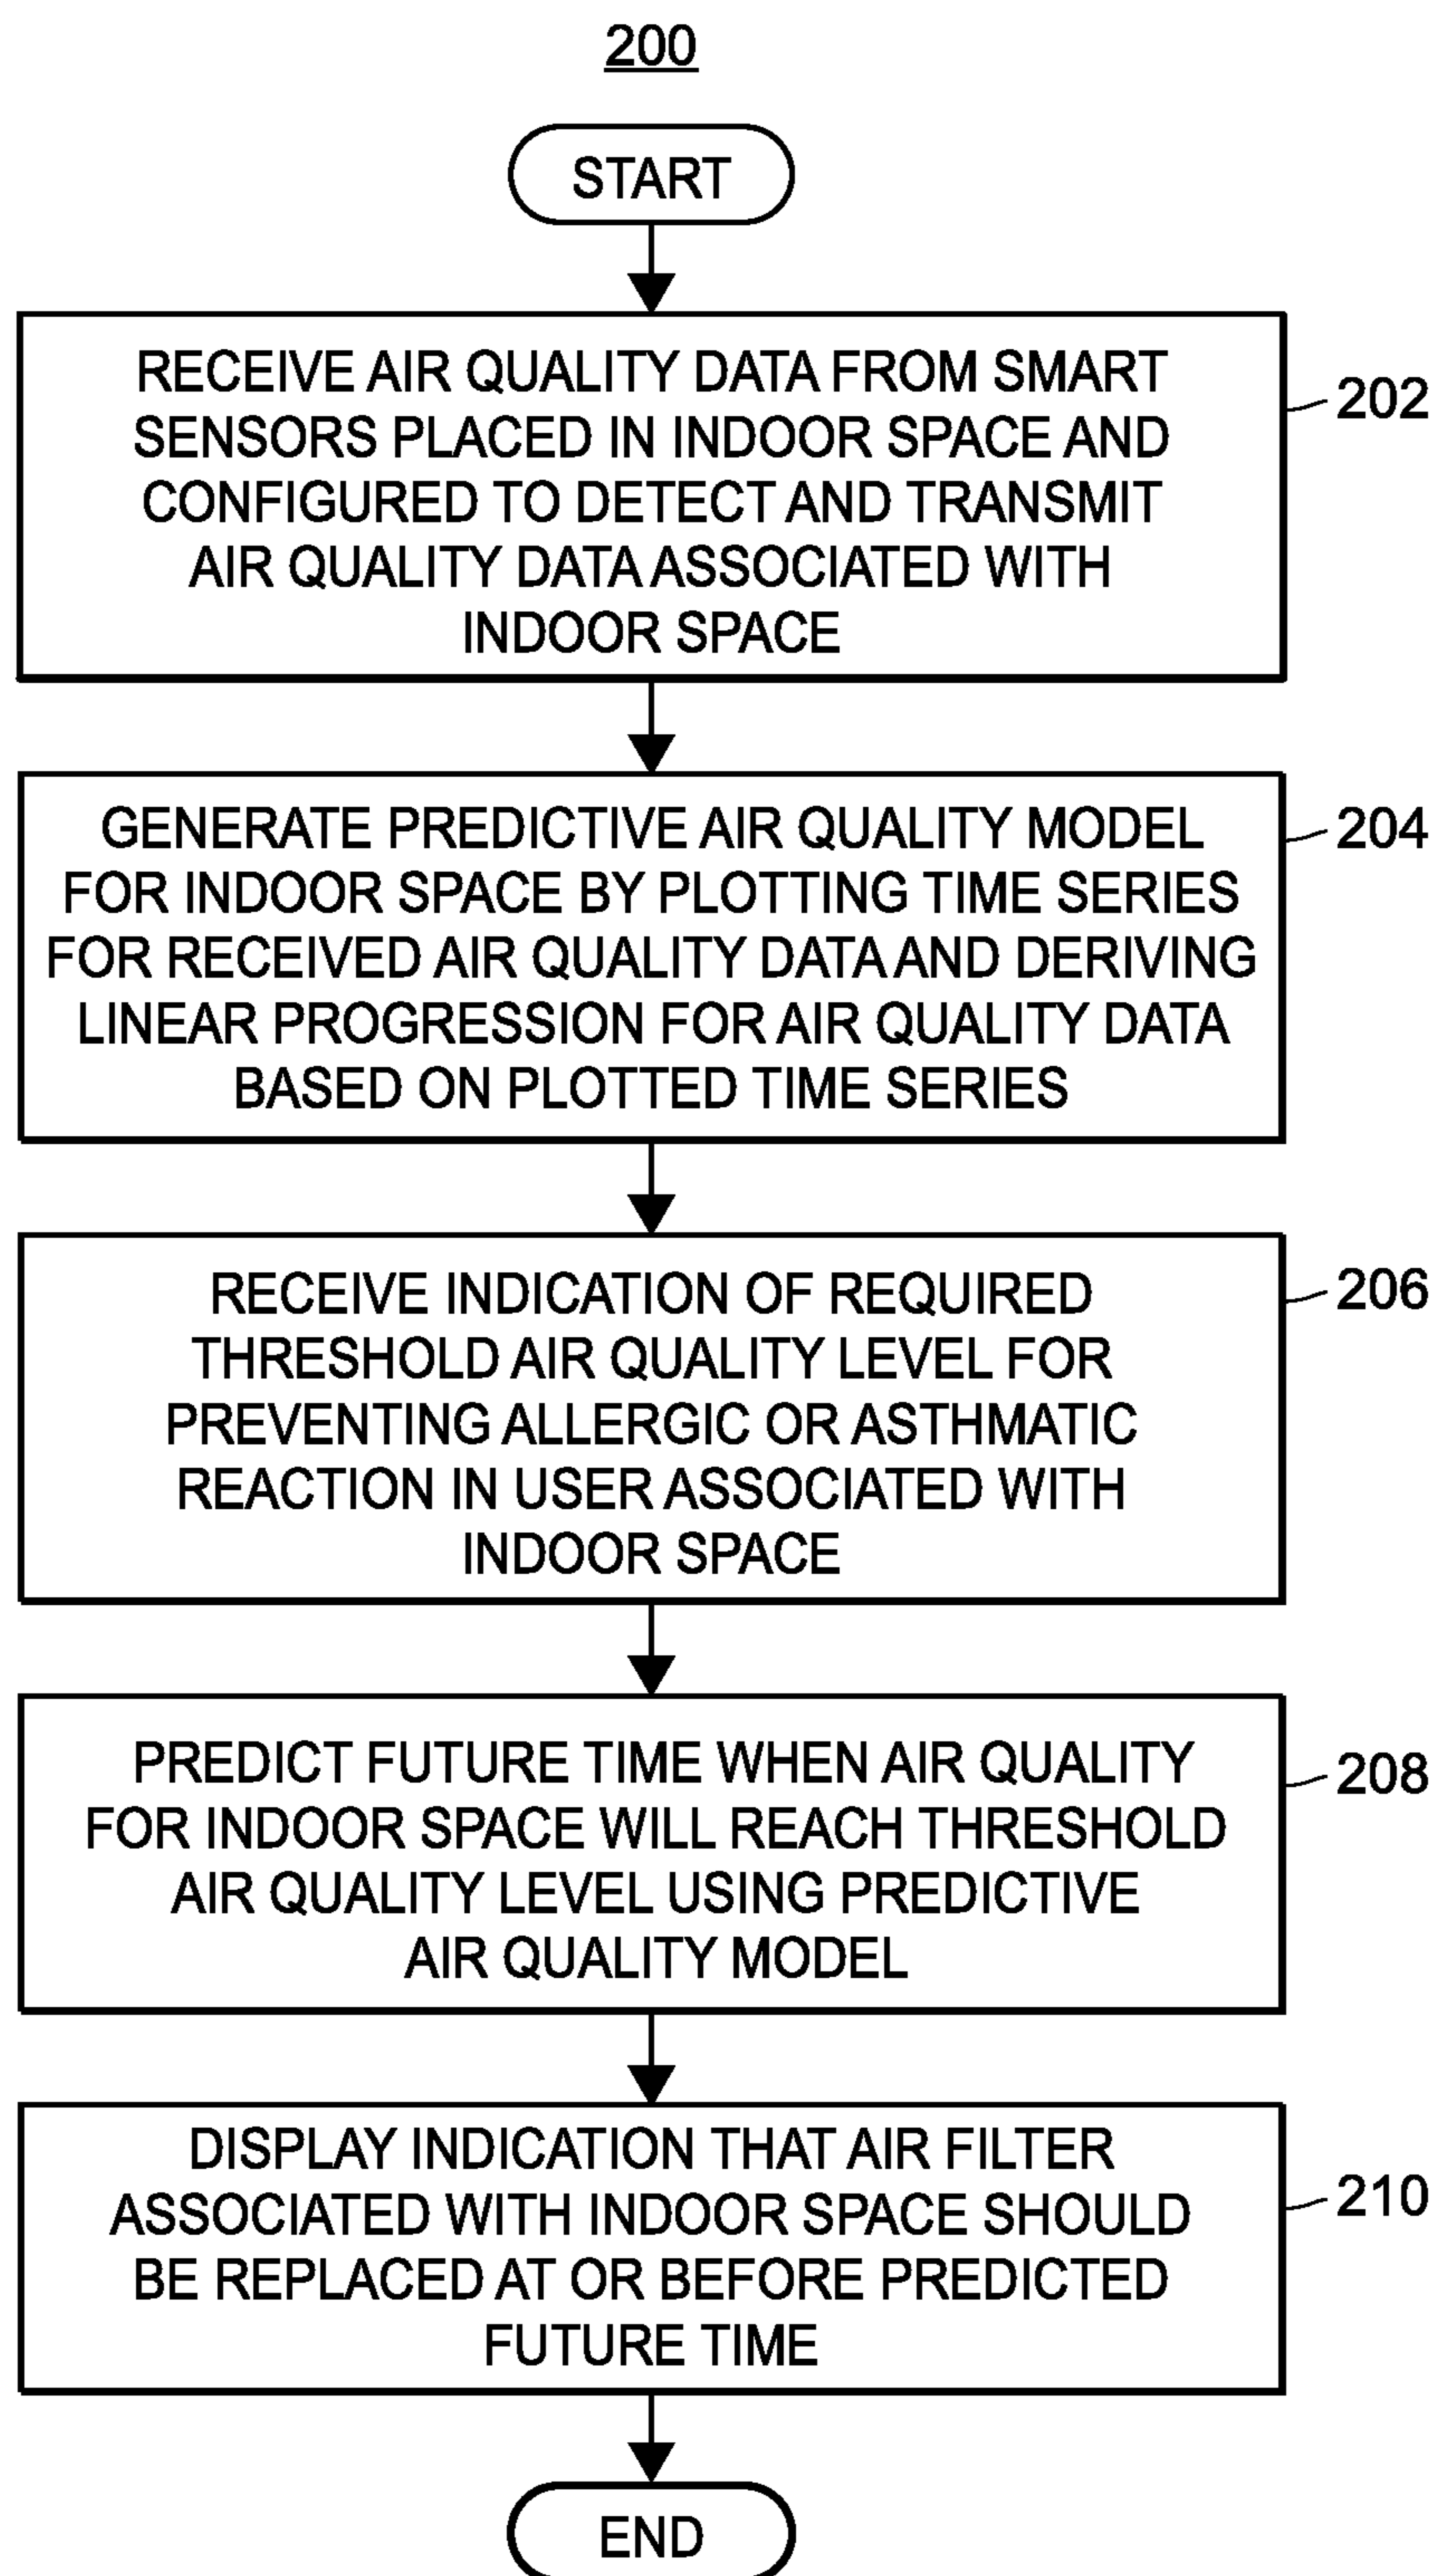 200
START
RECEIVE AIR QUALITY DATA FROM SMART
SENSORS PLACED IN INDOOR SPACE AND
CONFIGURED TO DETECT AND TRANSMIT
AIR QUALITY DATA ASSOCIATED WITH
INDOOR SPACE
202
GENERATE PREDICTIVE AIR QUALITY MODEL
FOR INDOOR SPACE BY PLOTTING TIME SERIES
FOR RECEIVED AIR QUALITY DATA AND DERIVING
LINEAR PROGRESSION FOR AIR QUALITY DATA
BASED ON PLOTTED TIME SERIES
204
RECEIVE INDICATION OF REQUIRED
THRESHOLD AIR QUALITY LEVEL FOR
PREVENTING ALLERGIC OR ASTHMATIC
REACTION IN USER ASSOCIATED WITH
INDOOR SPACE
206
PREDICT FUTURE TIME WHEN AIR QUALITY
FOR INDOOR SPACE WILL REACH THRESHOLD
AIR QUALITY LEVEL USING PREDICTIVE
AIR QUALITY MODEL
208
DISPLAY INDICATION THAT AIR FILTER
ASSOCIATED WITH INDOOR SPACE SHOULD
BE REPLACED AT OR BEFORE PREDICTED
FUTURE TIME
210
END